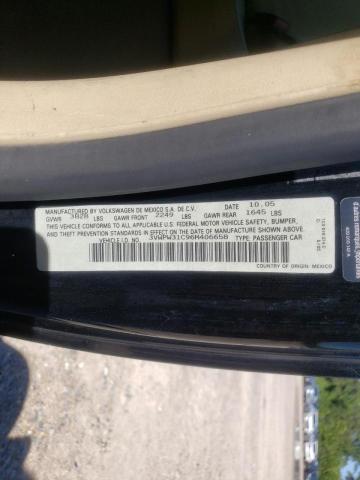 MANUFACTURED BY VOLKSWAGEN DE MEXICO S.A. DE C.V. DATE 10.05
GVWR 3828 LBS GAWR FRONT 2249 LBS GAWR REAR 1645 LBS
THIS VEHICLE CONFORMS TO ALL APPLICABLE U.S. FEDERAL MOTOR VEHICLE SAFETY, BUMPER,
AND THEFT PREVENTION STANDARDS IN EFFECT ON THE DATE OF MANUFACTURE SHOWN ABOVE.
VEHICLE I.D. NO. 3VWPW31C96M406658 TYPE: PASSENGER CAR
COUNTRY OF ORIGIN: MEXICO